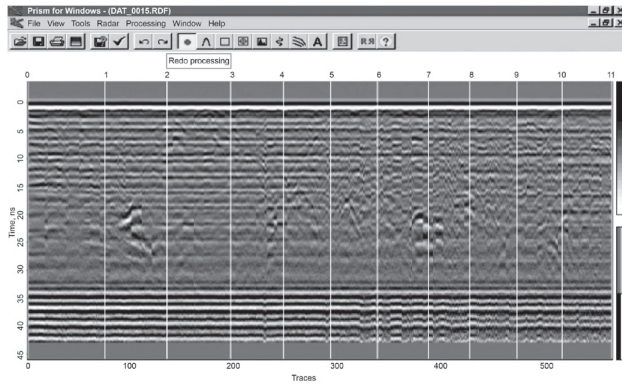 Prism for Windows - (DAT_0015.RDF)
File View Tools Radar Processing Window Help
A RЯ ?
Redo processing
0 1 2 3 4 5 6 7 8 9 10 11
0
5
10
15
20
25
30
35
40
45
Time, ns
0 100 200 300 400 500
Traces